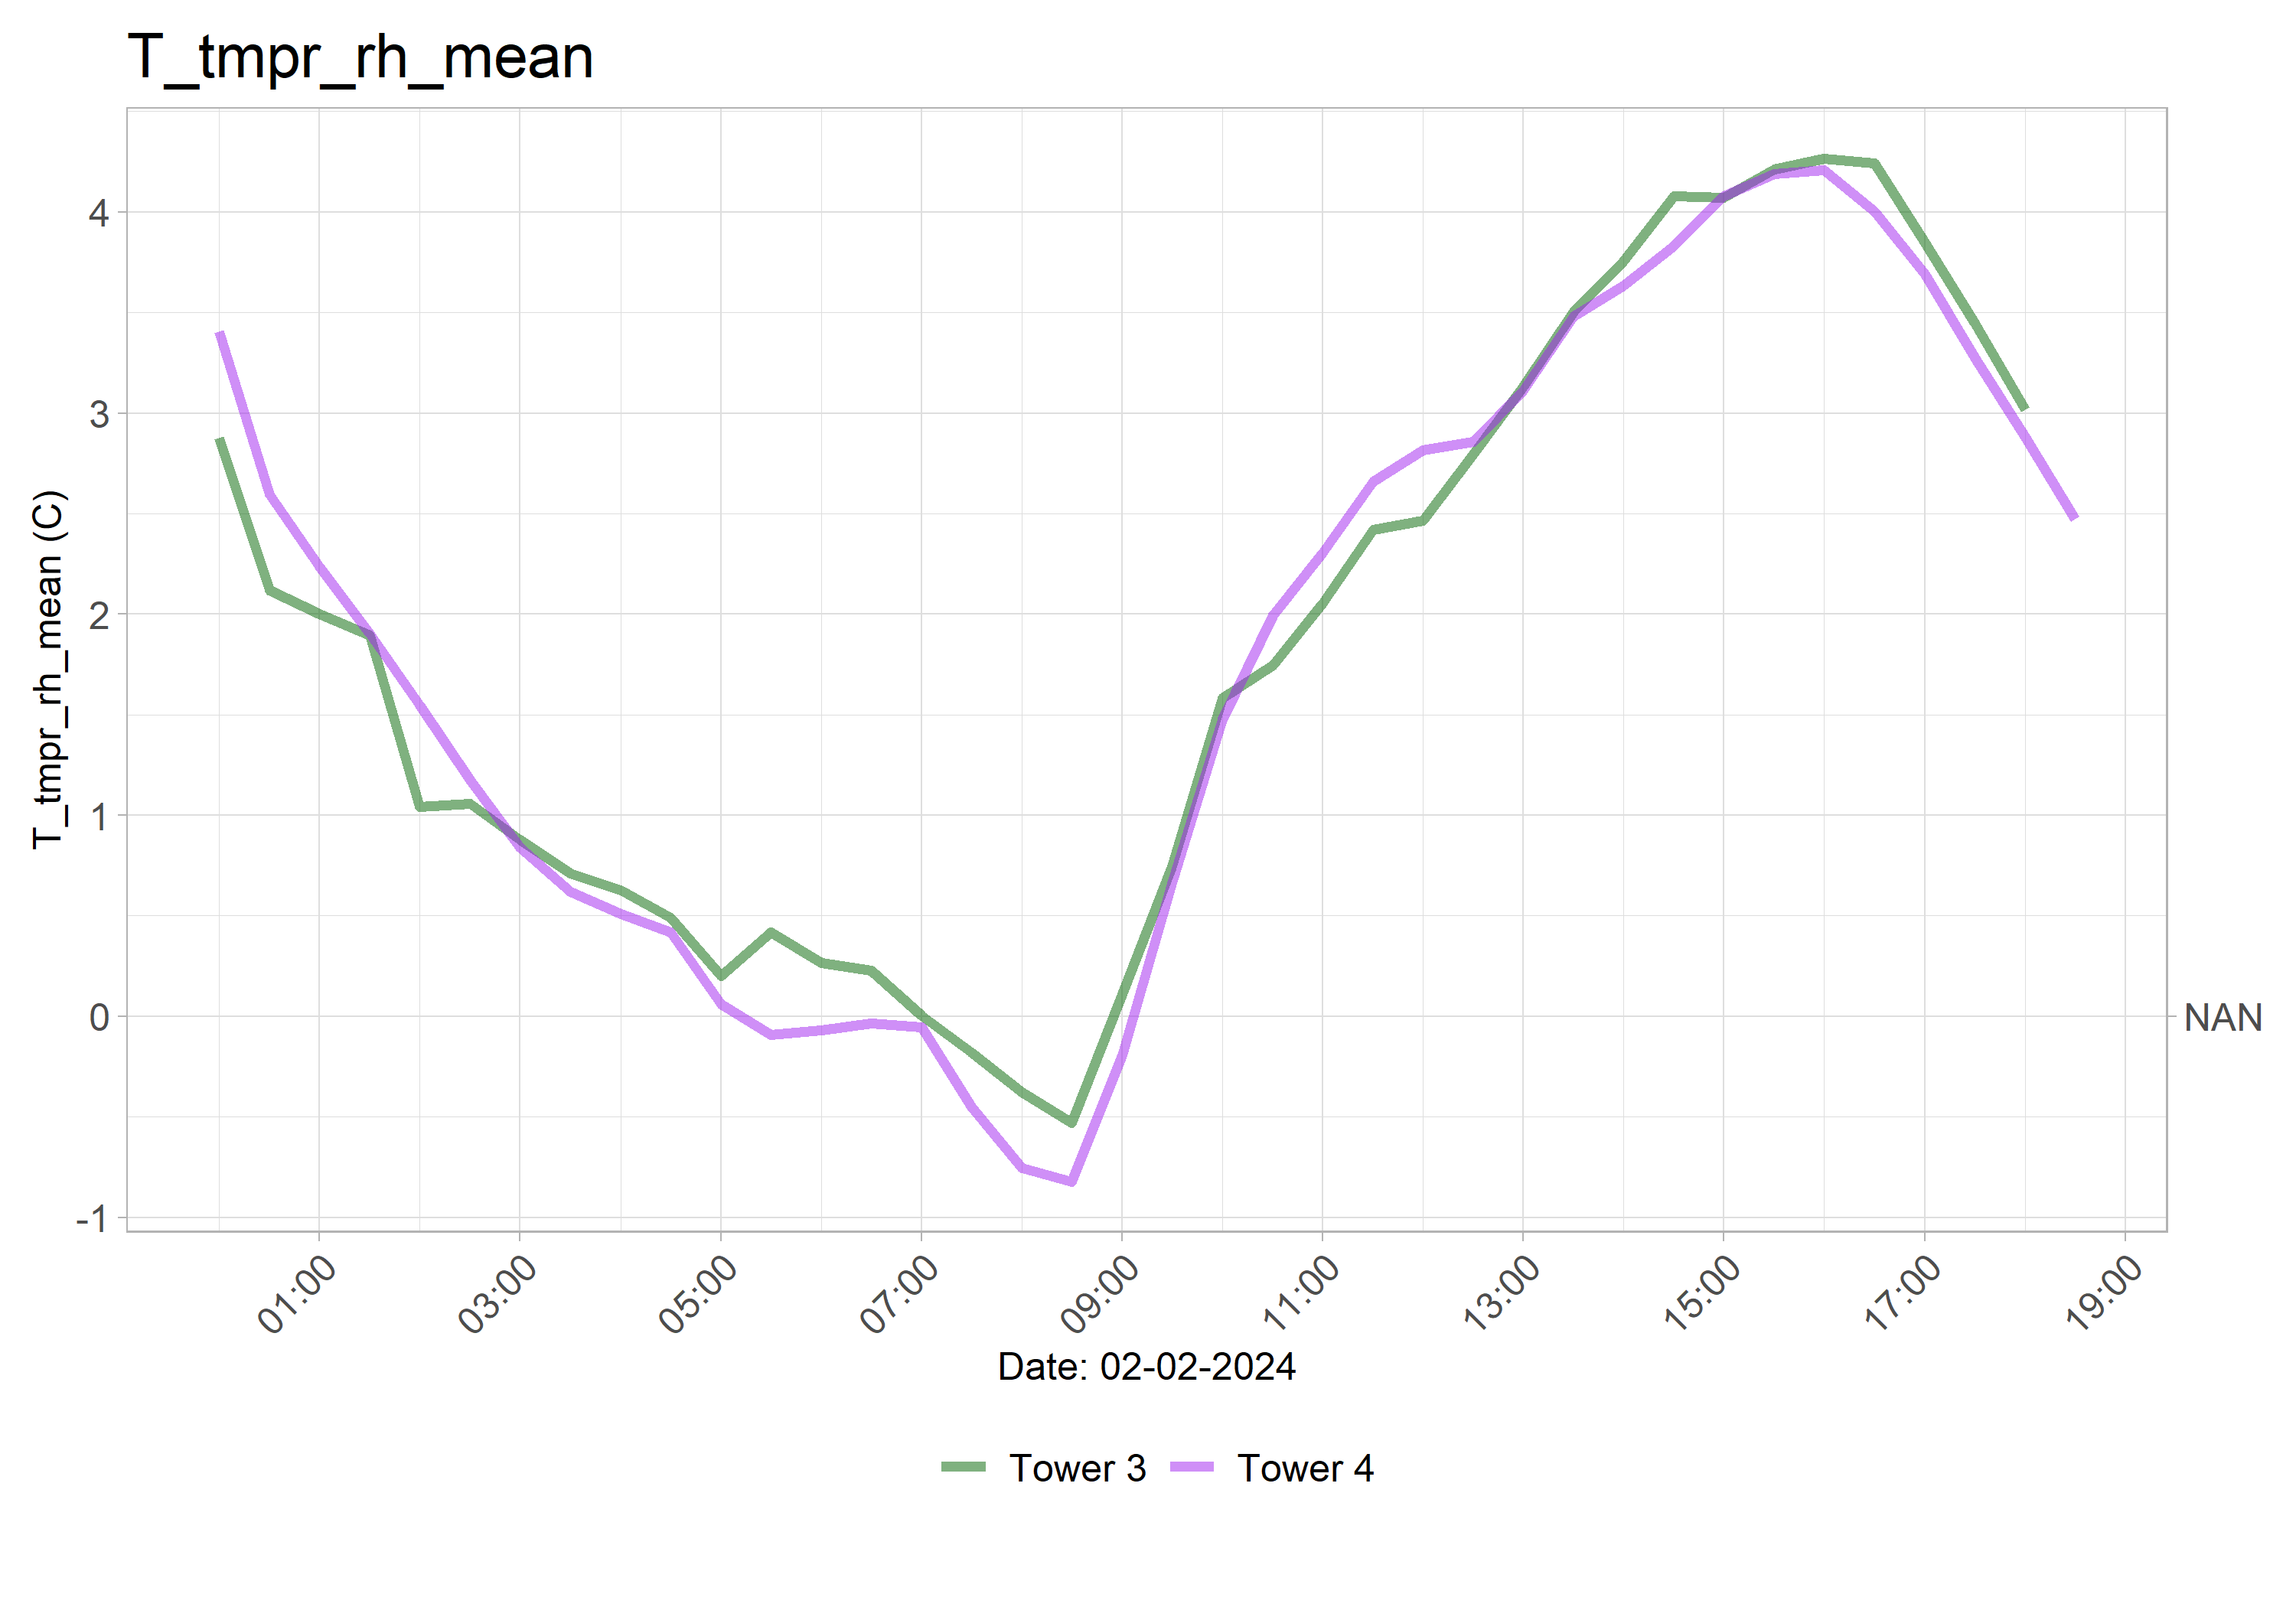 T_tmpr_rh_mean
T_tmpr_rh_mean (C)
4
3
2
1
0
-1
NAN
01:00 03:00 05:00 07:00 09:00 11:00 13:00 15:00 17:00 19:00
Date: 02-02-2024
Tower 3 Tower 4